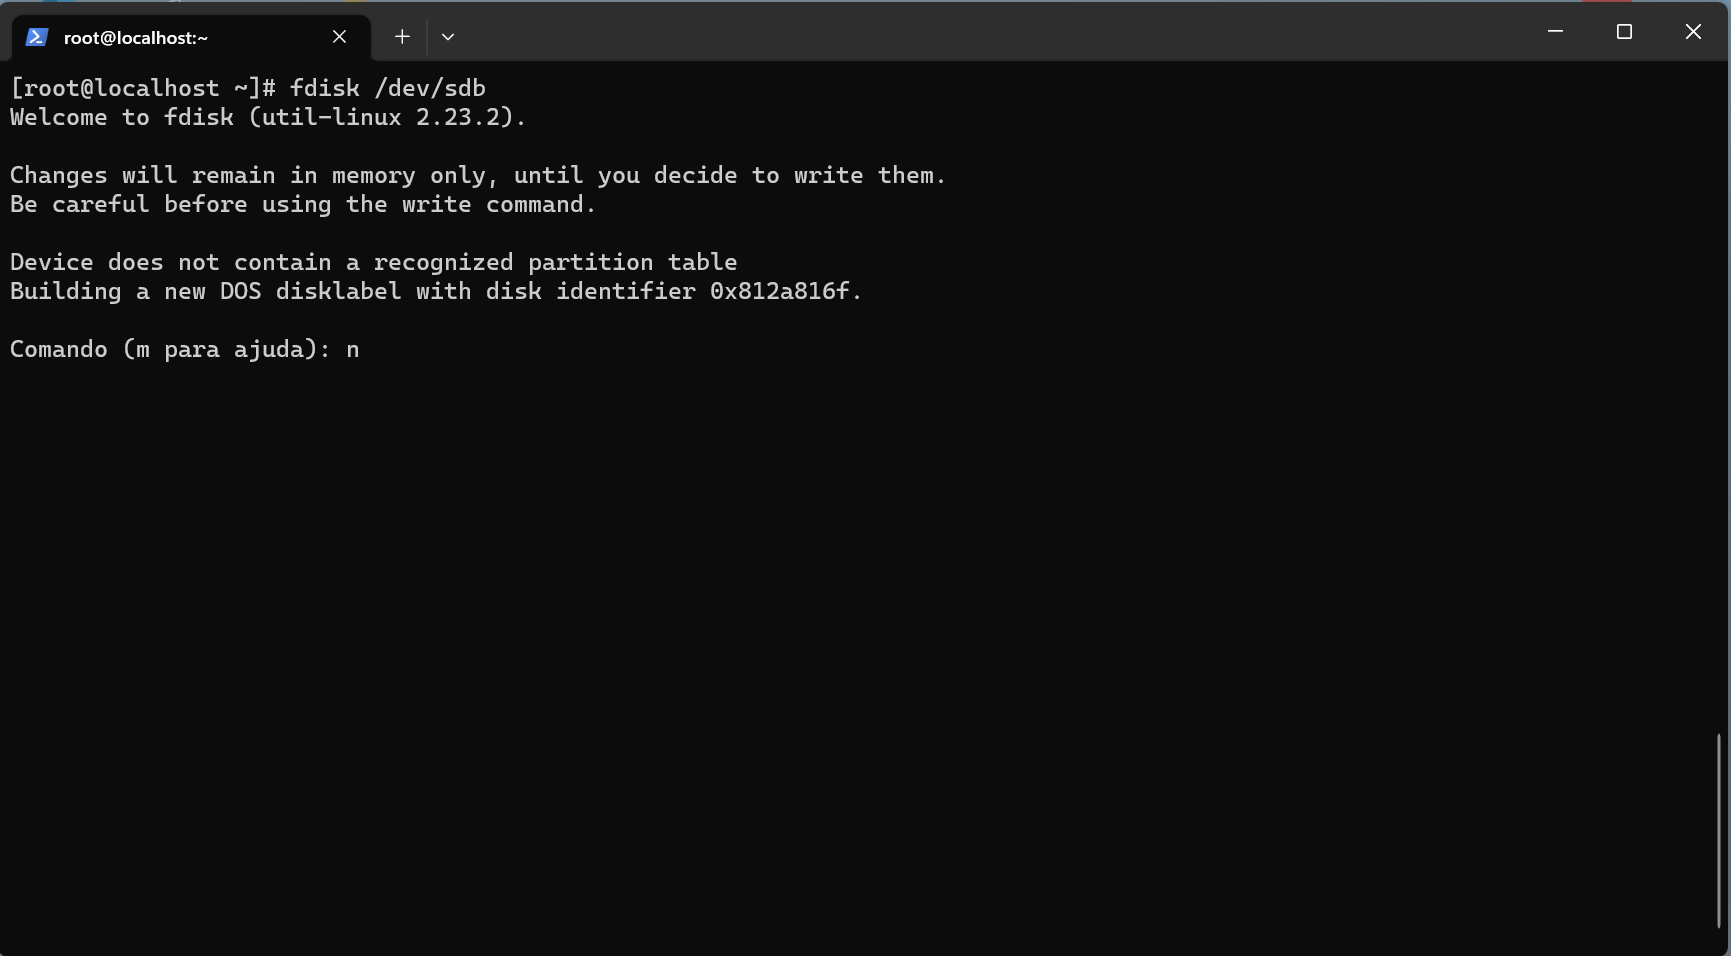 root@localhost:~
[root@localhost ~]# fdisk /dev/sdb
Welcome to fdisk (util-linux 2.23.2).
Changes will remain in memory only, until you decide to write them.
Be careful before using the write command.
Device does not contain a recognized partition table
Building a new DOS disklabel with disk identifier 0x812a816f.
Comando (m para ajuda): n